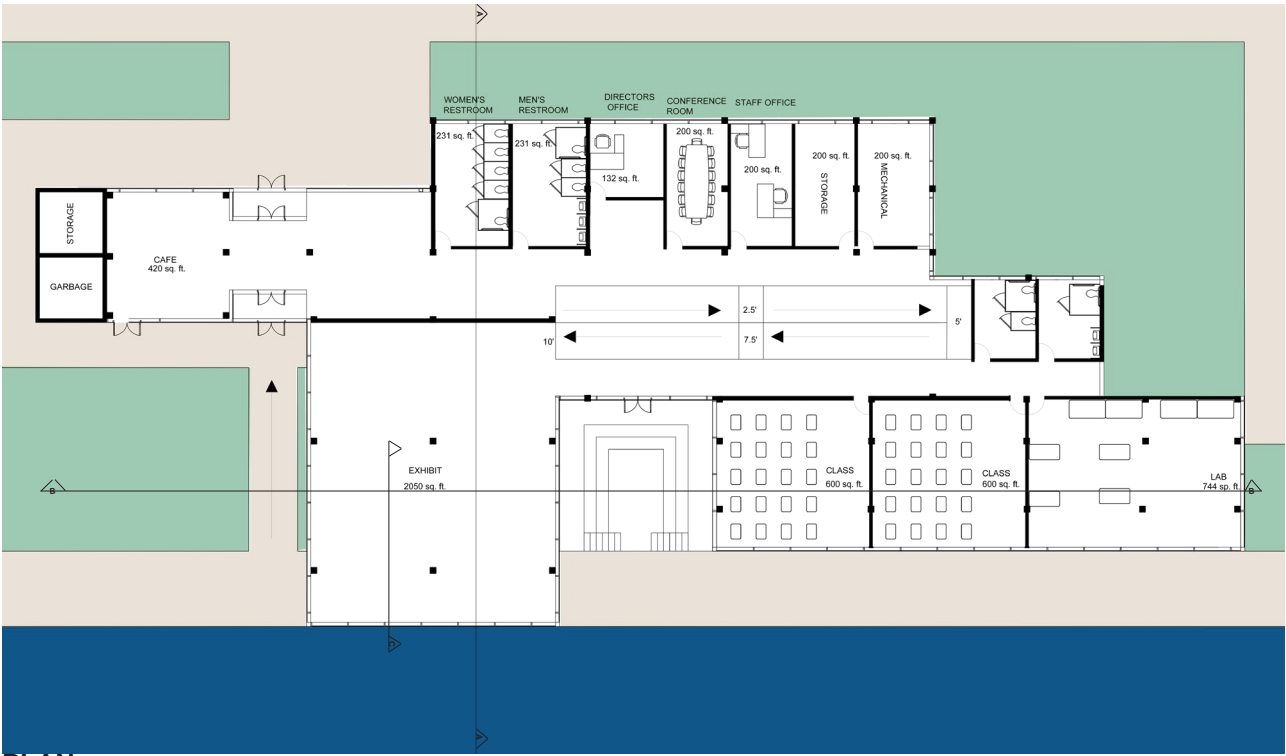 A
WOMEN'S
RESTROOM
MEN'S
RESTROOM
DIRECTORS
OFFICE
CONFERENCE
ROOM
STAFF OFFICE
231 sq. ft.
231 sq. ft.
132 sq. ft.
200 sq. ft.
200 sq. ft.
200 sq. ft.
STORAGE
200 sq. ft.
MECHANICAL
STORAGE
GARBAGE
CAFE
420 sq. ft.
2.5'
5'
10'
7.5'
EXHIBIT
2050 sq. ft.
CLASS
600 sq. ft.
CLASS
600 sq. ft.
LAB
744 sp. ft.
B
B
C
A
PLAN